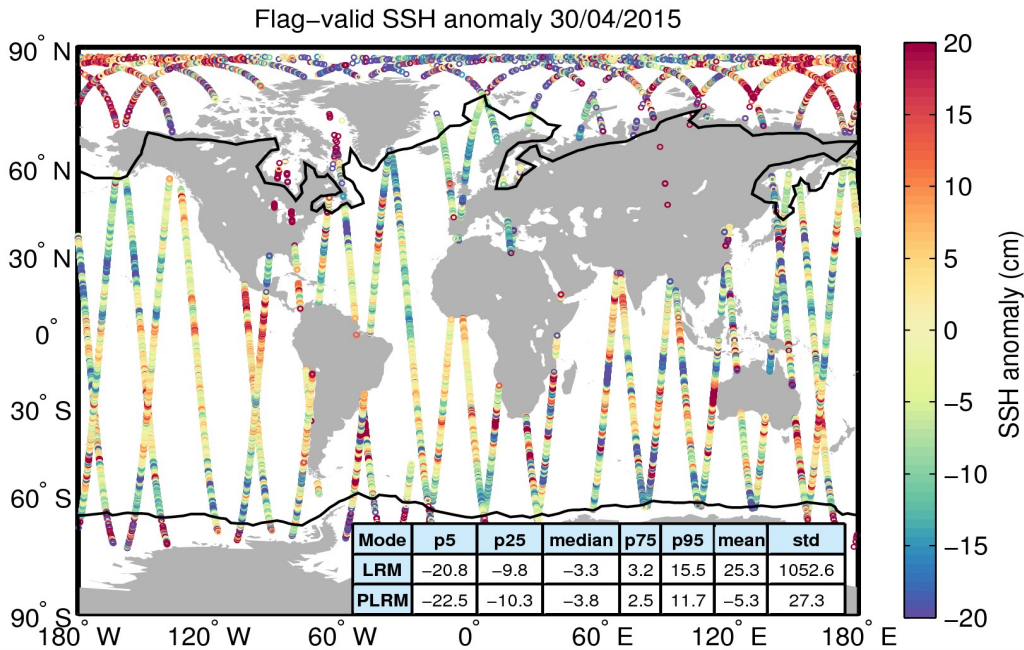 Flag−valid SSH anomaly 30/04/2015
90° N
60° N
30° N
0°
30° S
60° S
90° S
180° W 120° W 60° W 0° 60° E 120° E 180° E
Mode p5 p25 median p75 p95 mean std
LRM −20.8 −9.8 −3.3 3.2 15.5 25.3 1052.6
PLRM −22.5 −10.3 −3.8 2.5 11.7 −5.3 27.3
20
15
10
5
0
−5
−10
−15
−20
SSH anomaly (cm)